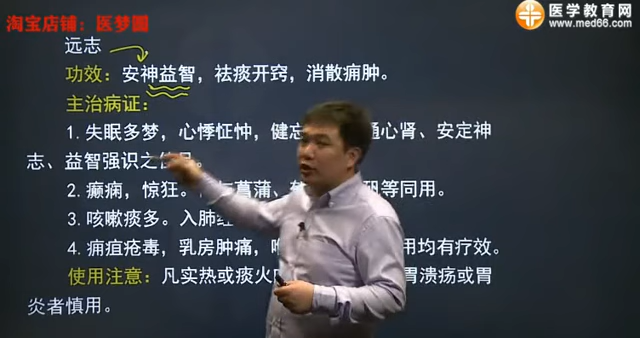 淘宝店铺：医梦圆
医学教育网
www.med66.com
远志
功效：安神益智，祛痰开窍，消散痈肿。
主治病证：
1. 失眠多梦，心悸怔忡，健忘 通心肾、安定神
志、益智强识之
2. 癫痫，惊狂。 菖蒲、 等同用。
3. 咳嗽痰多。入肺
4. 痈疽疮毒，乳房肿痛， 用均有疗效。
使用注意：凡实热或痰火 胃溃疡或胃
炎者慎用。